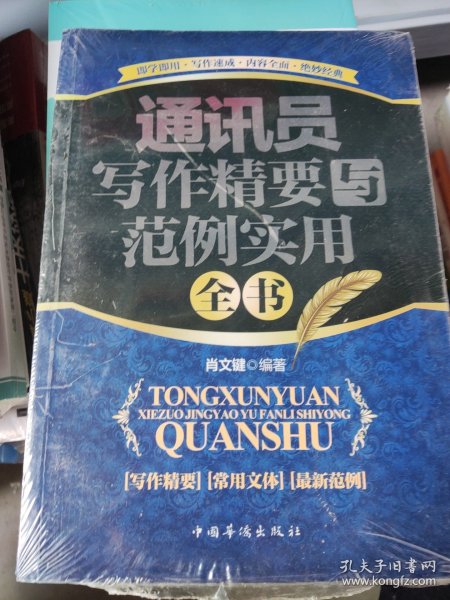 即学即用·写作速成·内容全面·绝妙经典
通讯员
写作精要与
范例实用
全书
肖文键◎编著
TONGXUNYUAN
XIEZUO JINGYAO YU FANLI SHIYONG
QUANSHU
[写作精要] [常用文体] [最新范例]
中国华侨出版社
孔夫子旧书网